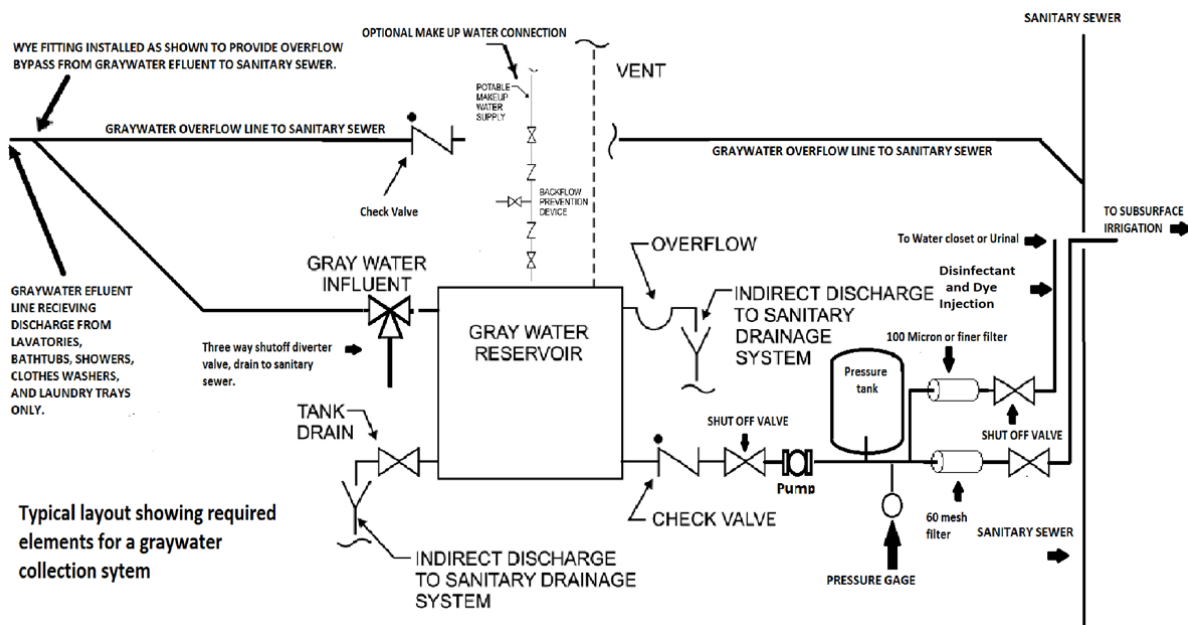 SANITARY SEWER
WYE FITTING INSTALLED AS SHOWN TO PROVIDE OVERFLOW
BYPASS FROM GRAYWATER EFLUENT TO SANITARY SEWER.
OPTIONAL MAKE UP WATER CONNECTION
VENT
POTABLE
MAKEUP
WATER
SUPPLY
GRAYWATER OVERFLOW LINE TO SANITARY SEWER
GRAYWATER OVERFLOW LINE TO SANITARY SEWER
Check Valve
BACKFLOW
PREVENTION
DEVICE
TO SUBSURFACE
IRRIGATION
To Water closet or Urinal
OVERFLOW
GRAY WATER
INFLUENT
Disinfectant
and Dye
Injection
GRAYWATER EFLUENT
LINE RECIEVING
DISCHARGE FROM
LAVATORIES,
BATHTUBS, SHOWERS,
CLOTHES WASHERS,
AND LAUNDRY TRAYS
ONLY.
GRAY WATER
RESERVOIR
INDIRECT DISCHARGE
TO SANITARY
DRAINAGE
SYSTEM
100 Micron or finer filter
Three way shutoff diverter
valve, drain to sanitary
sewer.
Pressure
tank
TANK
DRAIN
SHUT OFF VALVE
SHUT OFF VALVE
Pump
CHECK VALVE
60 mesh
filter
SANITARY SEWER
Typical layout showing required
elements for a graywater
collection sytem
INDIRECT DISCHARGE
TO SANITARY DRAINAGE
SYSTEM
PRESSURE GAGE